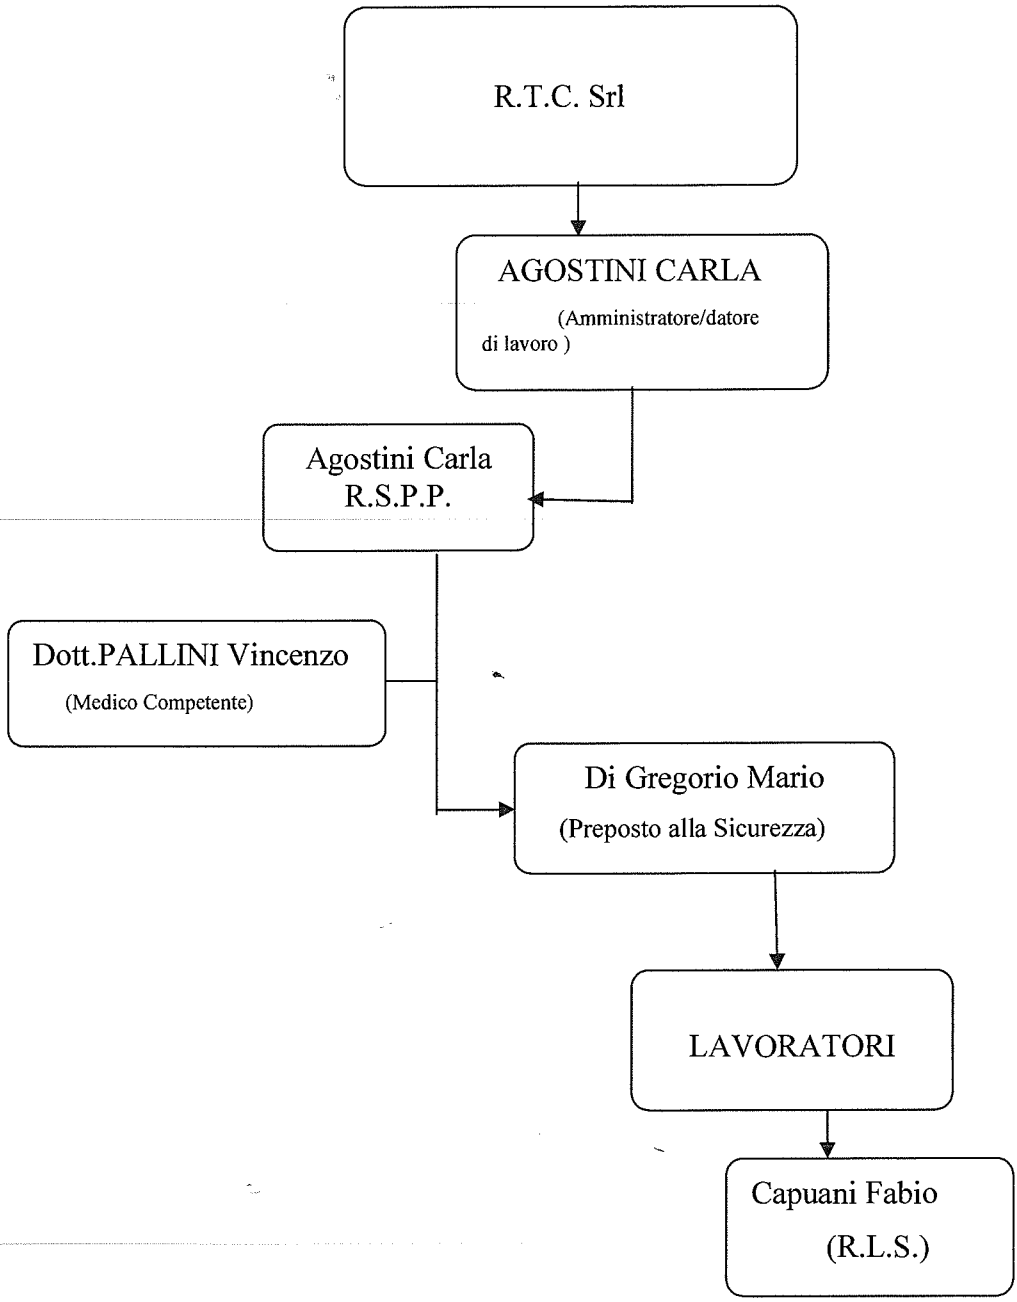 R.T.C. Srl
AGOSTINI CARLA
(Amministratore/datore
di lavoro )
Agostini Carla
R.S.P.P.
Dott.PALLINI Vincenzo
(Medico Competente)
Di Gregorio Mario
(Preposto alla Sicurezza)
LAVORATORI
Capuani Fabio
(R.L.S.)